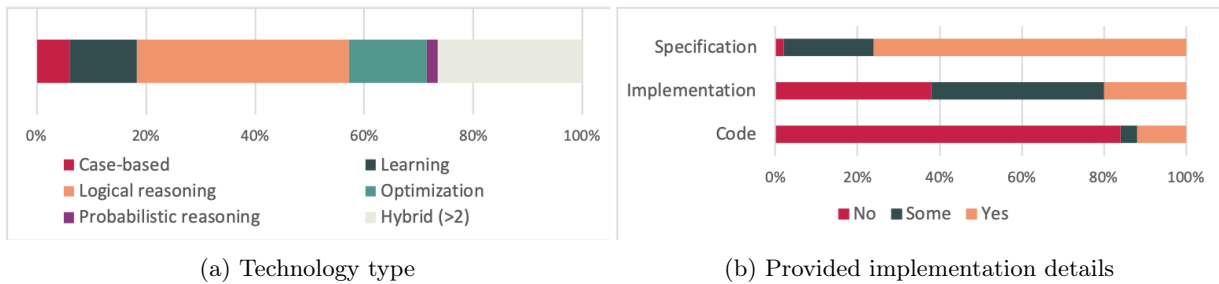 0% 20% 40% 60% 80% 100%
Case-based Learning
Logical reasoning Optimization
Probabilistic reasoning Hybrid (>2)
(a) Technology type
Specification
Implementation
Code
0% 20% 40% 60% 80% 100%
No Some Yes
(b) Provided implementation details